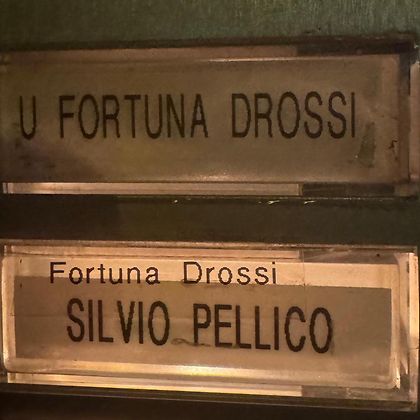 U FORTUNA DROSSI
Fortuna Drossi
SILVIO PELLICO